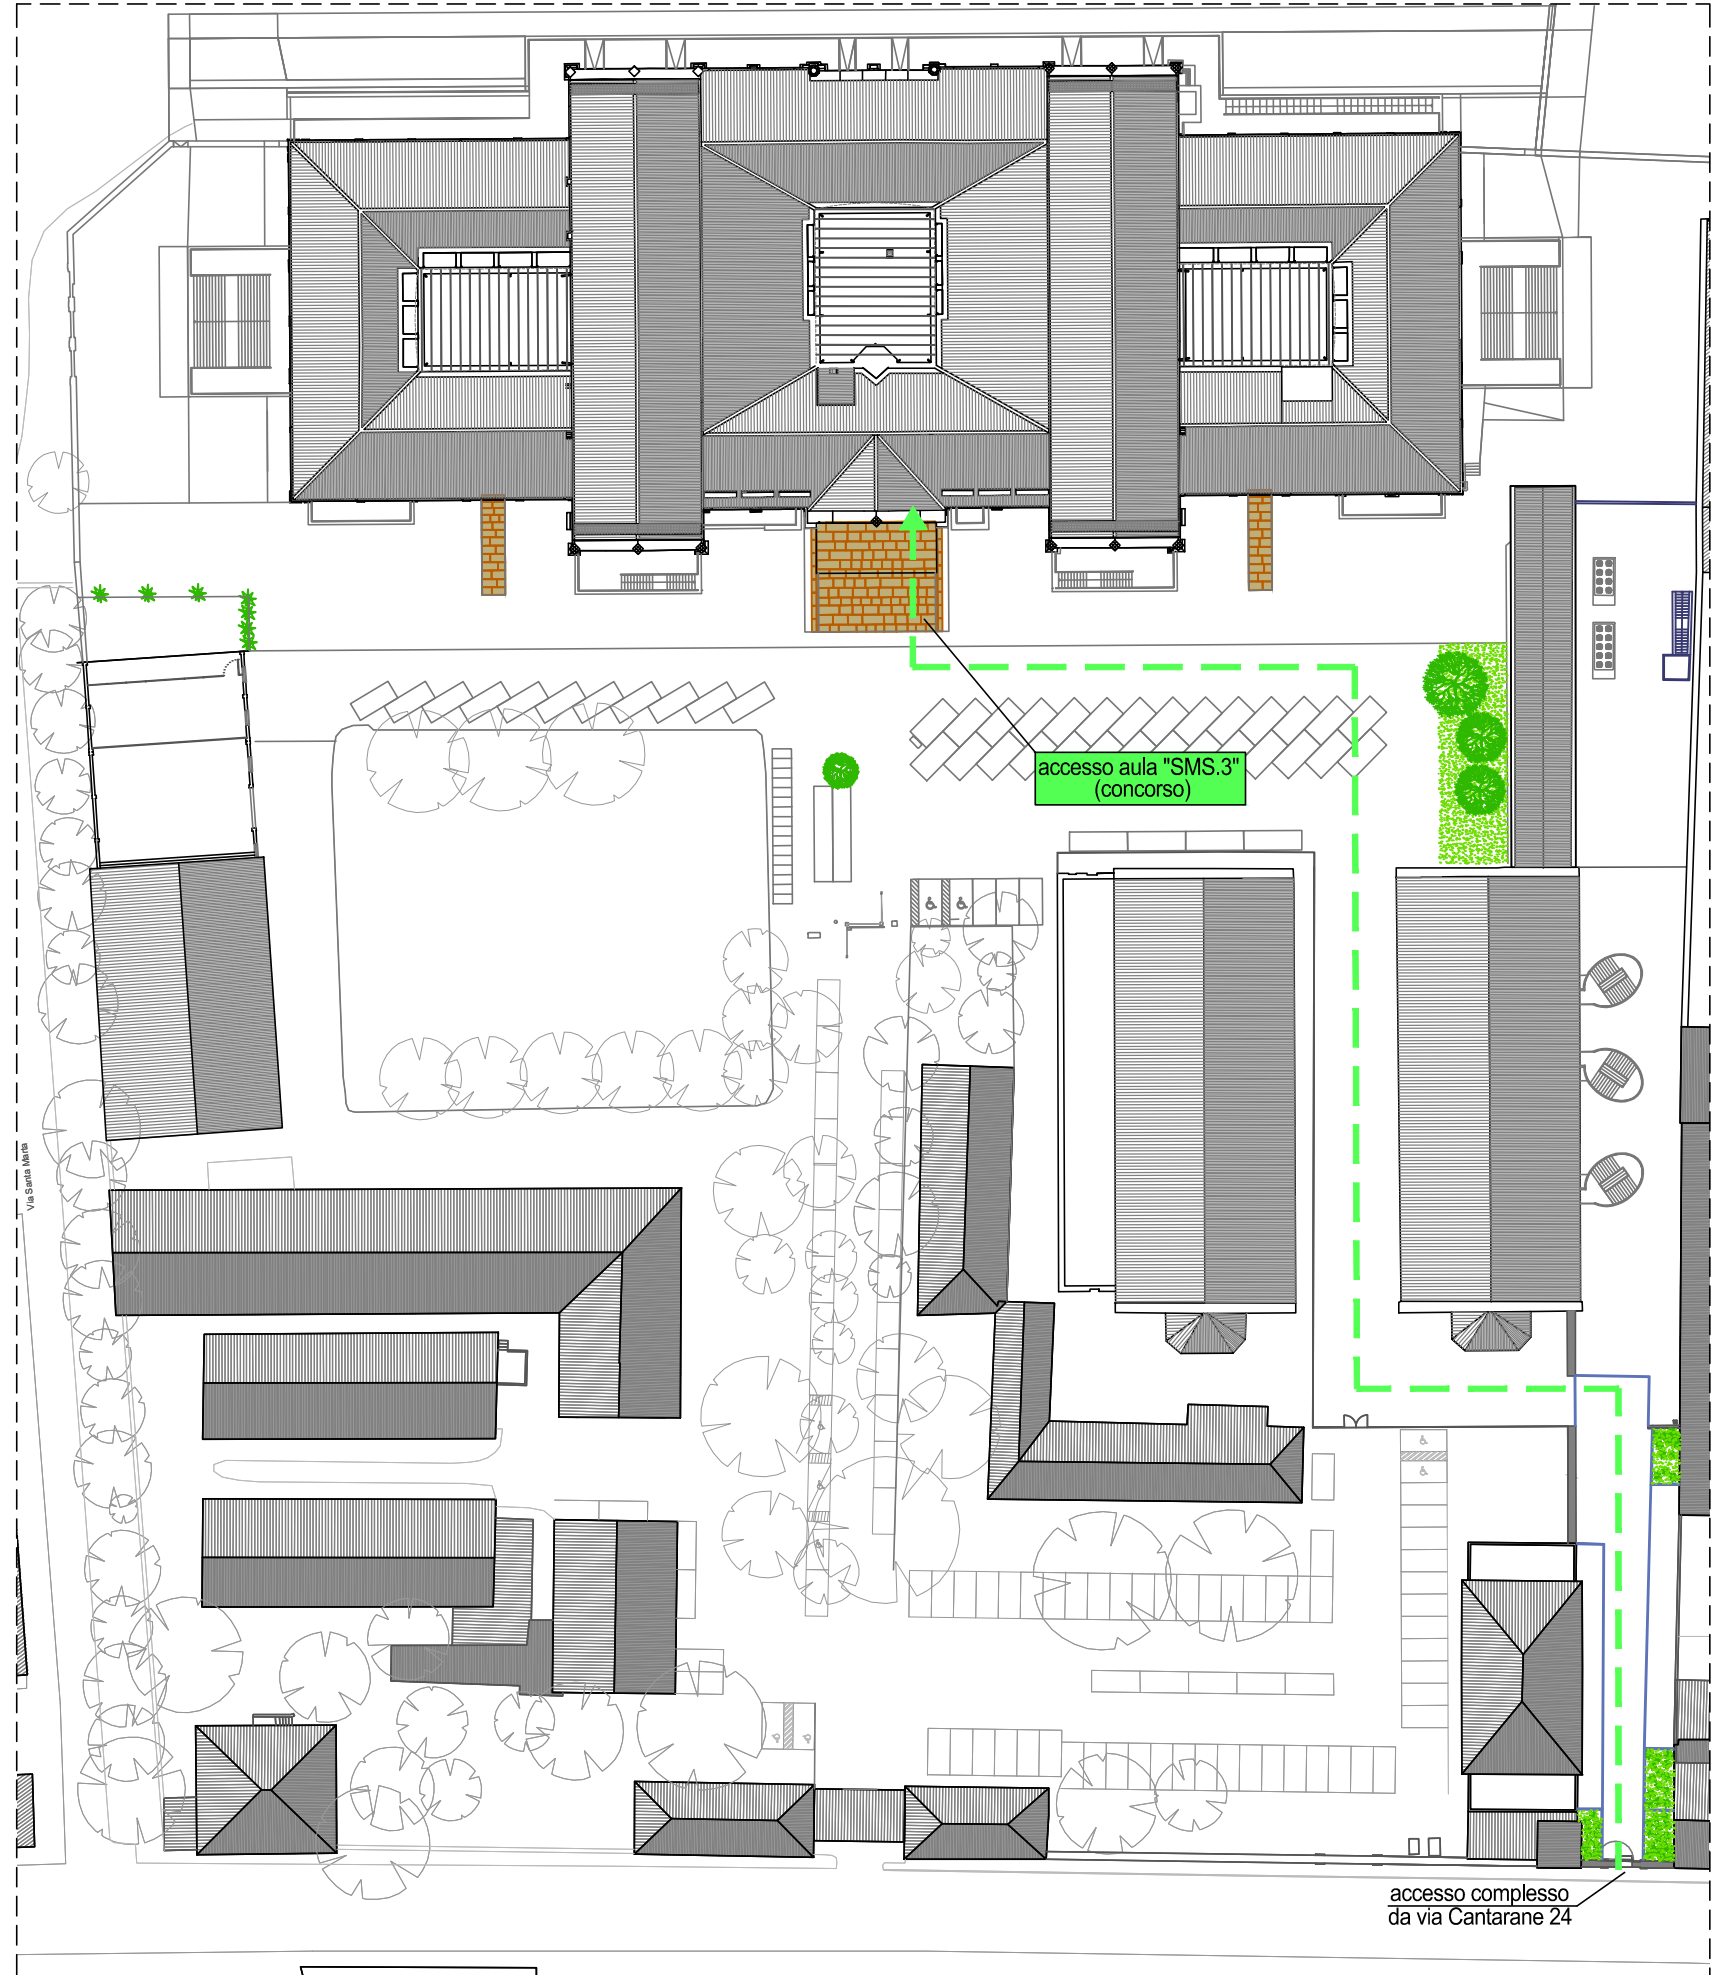 accesso aula "SMS.3"
(concorso)
Via Santa Marta
accesso complesso
da via Cantarane 24